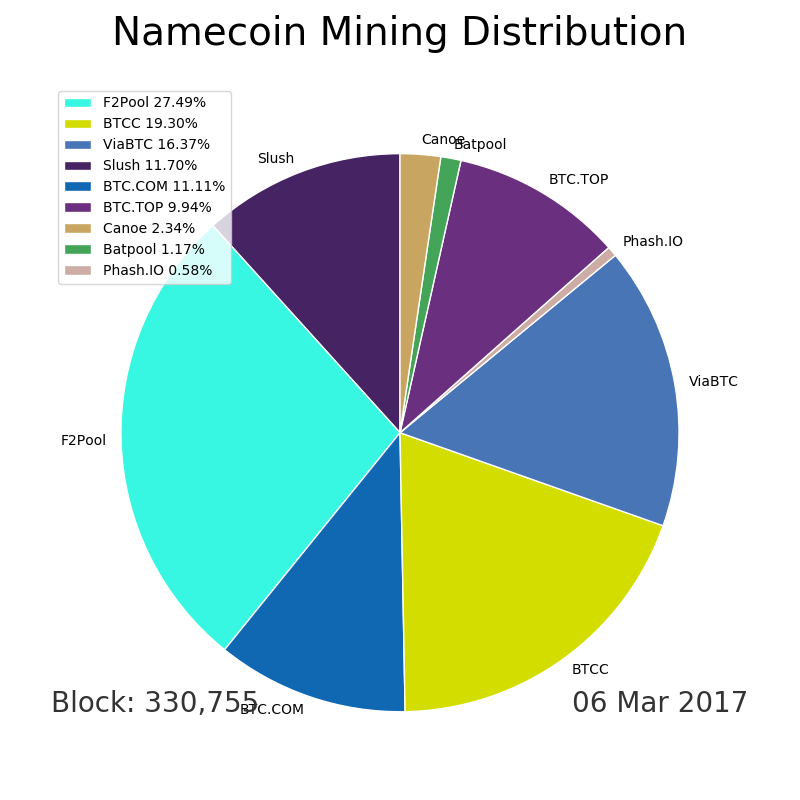 Namecoin Mining Distribution
F2Pool 27.49%
BTCC 19.30%
ViaBTC 16.37%
Slush 11.70%
BTC.COM 11.11%
BTC.TOP 9.94%
Canoe 2.34%
Batpool 1.17%
Phash.IO 0.58%
Canoe
Batpool
Slush
BTC.TOP
Phash.IO
ViaBTC
F2Pool
BTCC
BTC.COM
Block: 330,755
06 Mar 2017